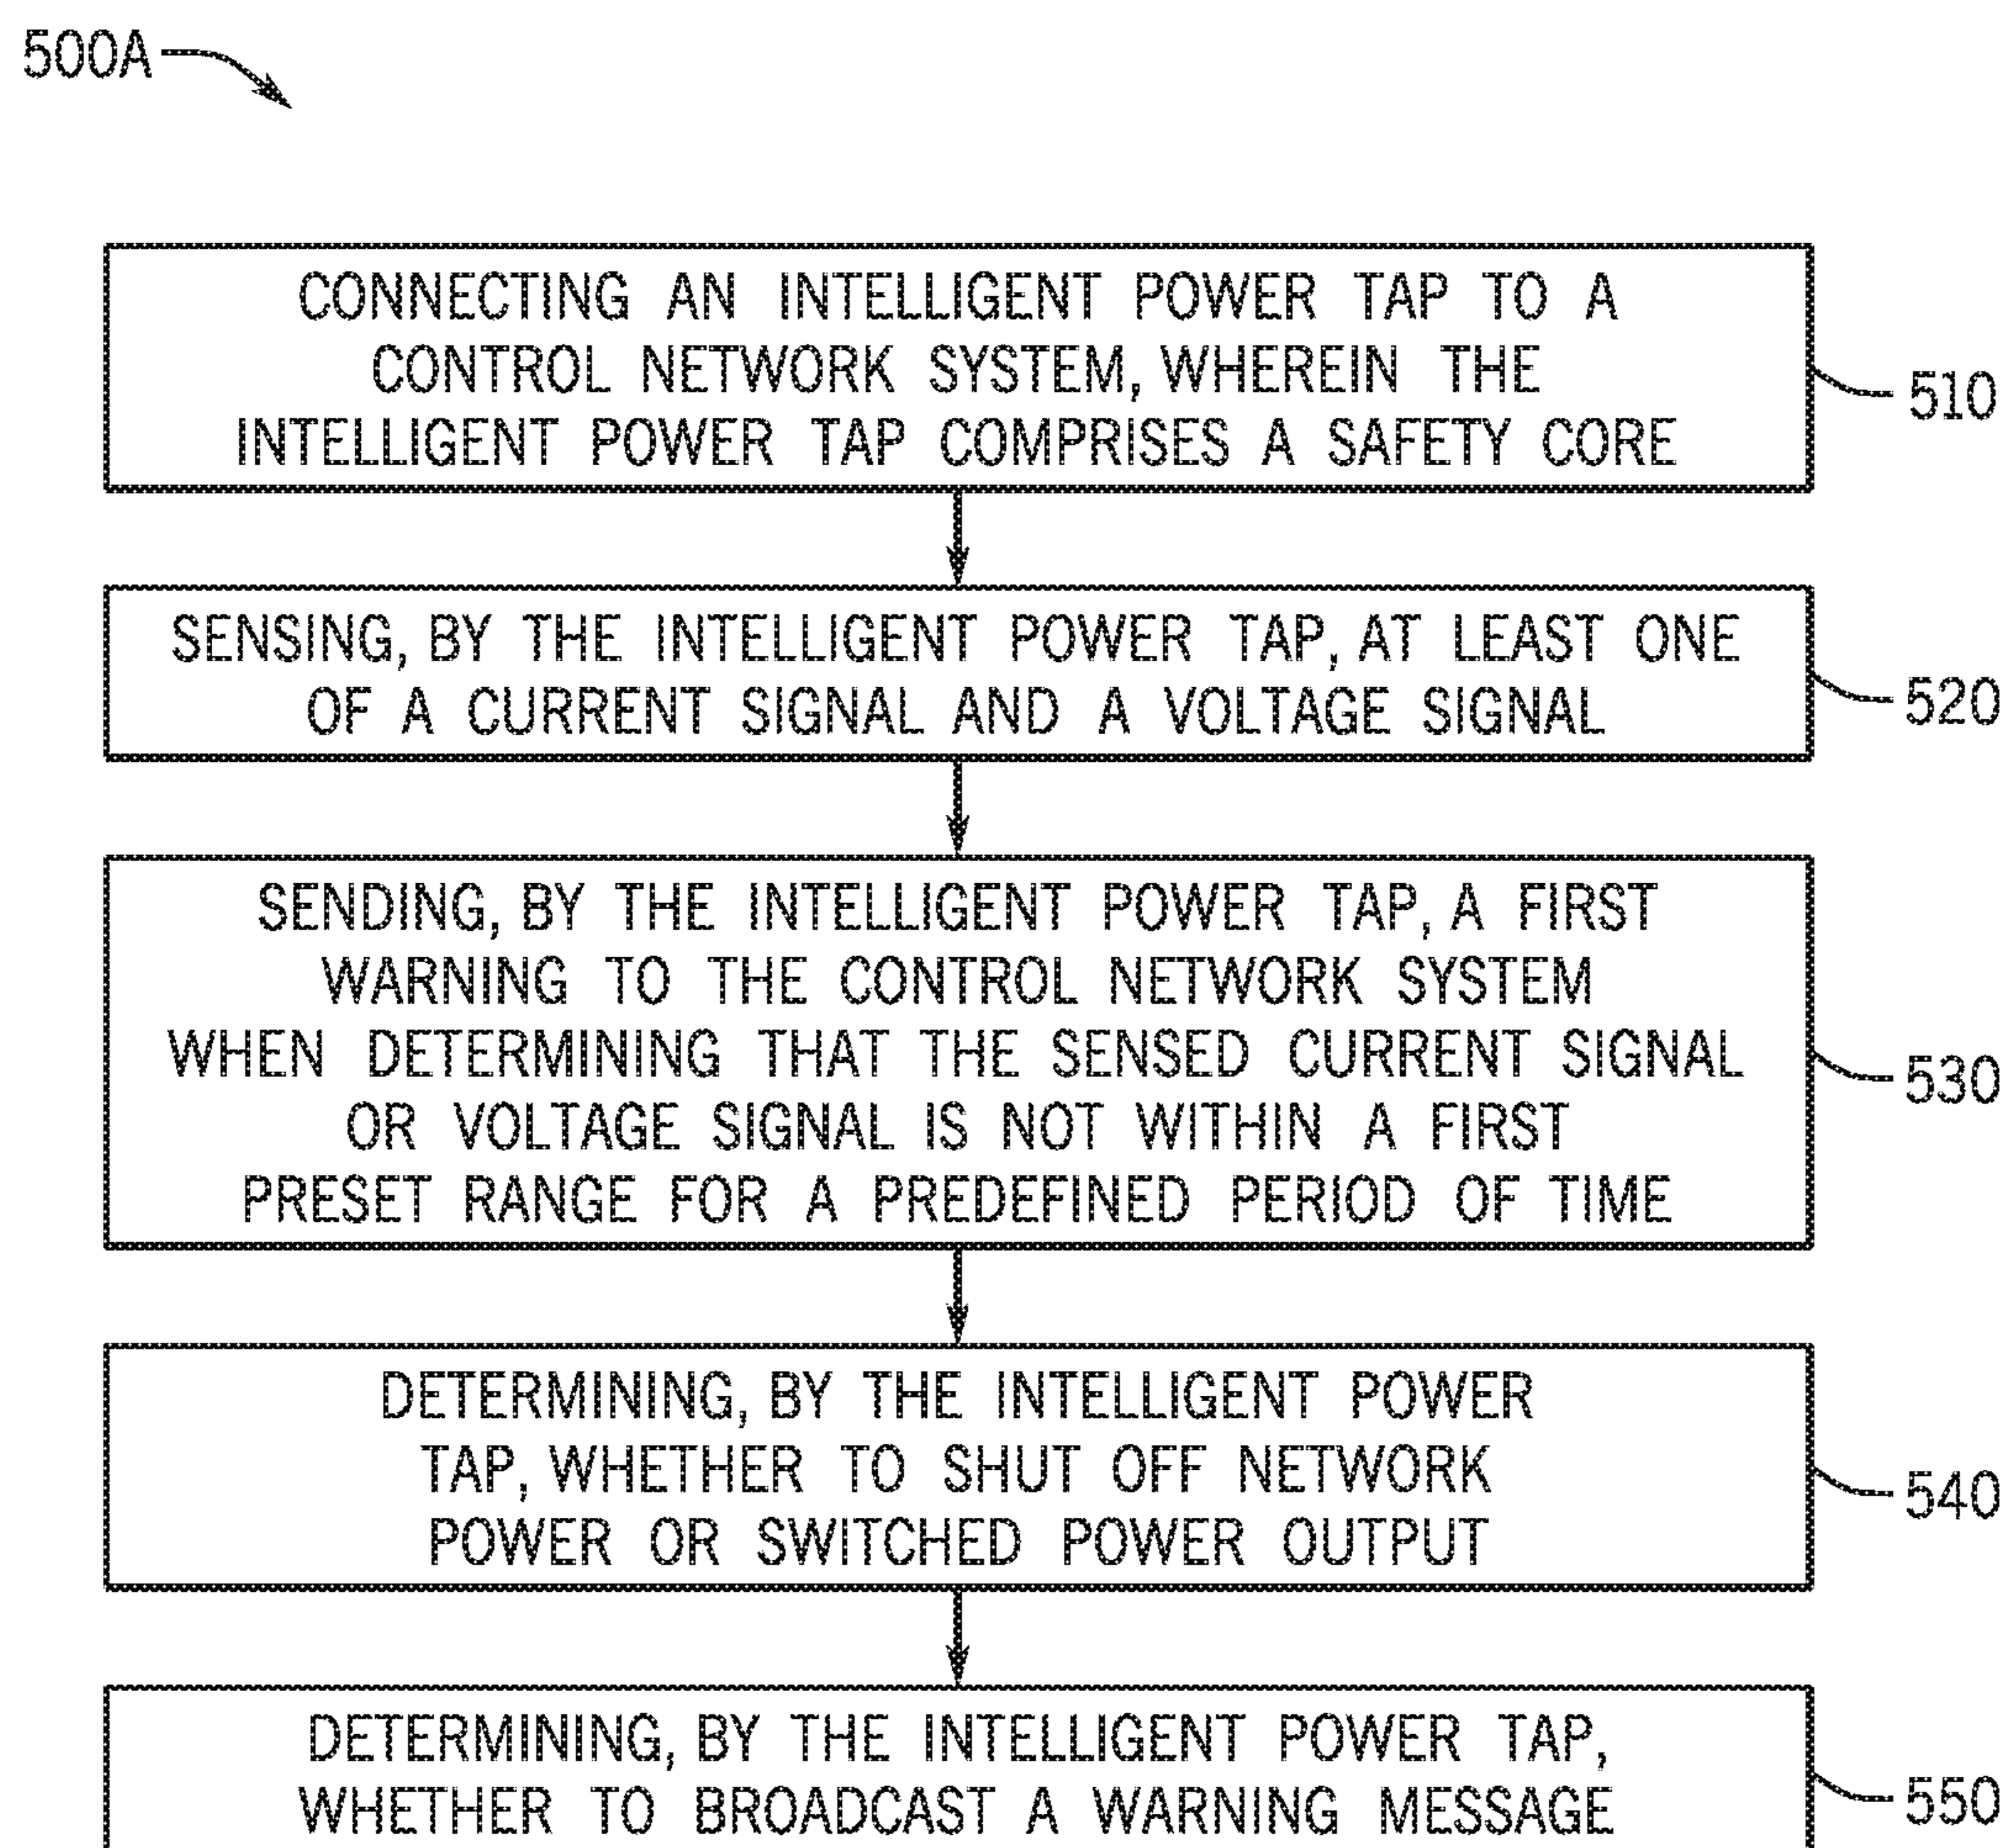 500A
CONNECTING AN INTELLIGENT POWER TAP TO A
CONTROL NETWORK SYSTEM, WHEREIN THE
INTELLIGENT POWER TAP COMPRISES A SAFETY CORE
510
SENSING, BY THE INTELLIGENT POWER TAP, AT LEAST ONE
OF A CURRENT SIGNAL AND A VOLTAGE SIGNAL
520
SENDING, BY THE INTELLIGENT POWER TAP, A FIRST
WARNING TO THE CONTROL NETWORK SYSTEM
WHEN DETERMINING THAT THE SENSED CURRENT SIGNAL
OR VOLTAGE SIGNAL IS NOT WITHIN A FIRST
PRESET RANGE FOR A PREDEFINED PERIOD OF TIME
530
DETERMINING, BY THE INTELLIGENT POWER
TAP, WHETHER TO SHUT OFF NETWORK
POWER OR SWITCHED POWER OUTPUT
540
DETERMINING, BY THE INTELLIGENT POWER TAP,
WHETHER TO BROADCAST A WARNING MESSAGE
550